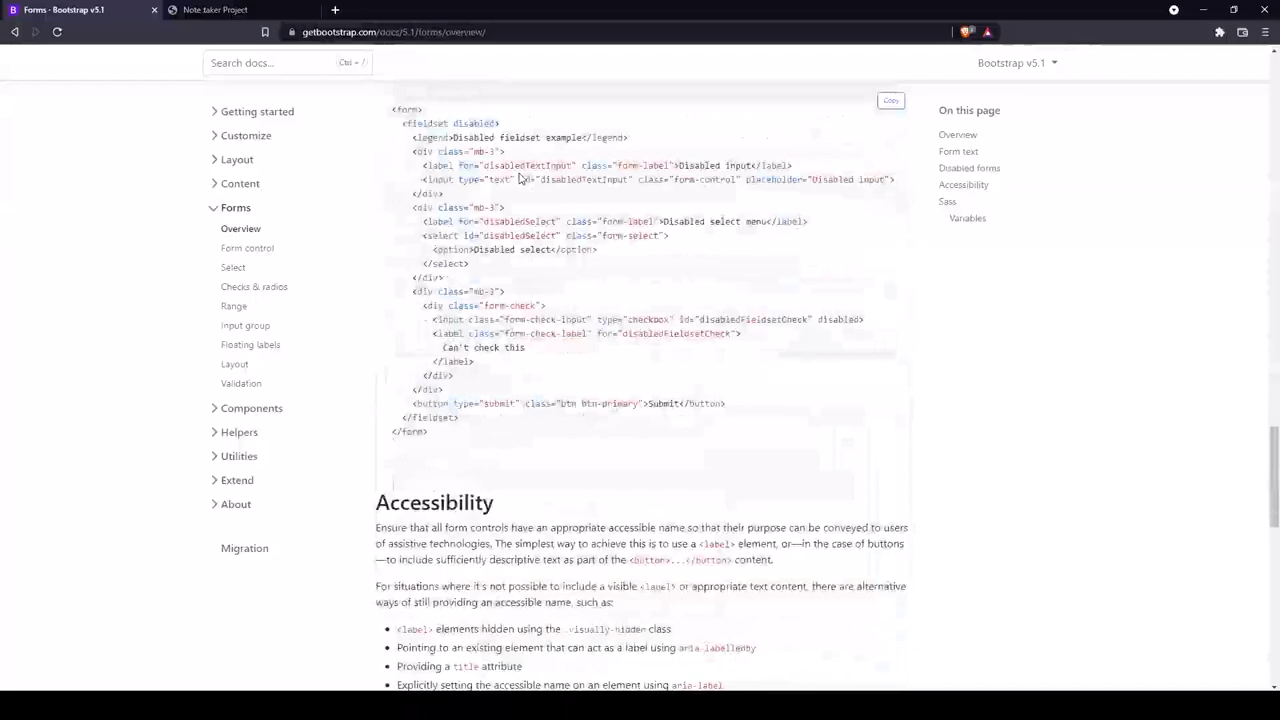 Forms · Bootstrap v5.1
Note taker Project
getbootstrap.com/docs/5.1/forms/overview/
Search docs... Ctrl + /
Bootstrap v5.1
Getting started
Customize
Layout
Content
Forms
Overview
Form control
Select
Checks & radios
Range
Input group
Floating labels
Layout
Validation
Components
Helpers
Utilities
Extend
About
Migration
Copy
<form>
<fieldset disabled>
<legend>Disabled fieldset example</legend>
<div class="mb-3">
<label for="disabledTextInput" class="form-label">Disabled input</label>
<input type="text" id="disabledTextInput" class="form-control" placeholder="Disabled input">
</div>
<div class="mb-3">
<label for="disabledSelect" class="form-label">Disabled select menu</label>
<select id="disabledSelect" class="form-select">
<option>Disabled select</option>
</select>
</div>
<div class="mb-3">
<div class="form-check">
<input class="form-check-input" type="checkbox" id="disabledFieldsetCheck" disabled>
<label class="form-check-label" for="disabledFieldsetCheck">
Can't check this
</label>
</div>
</div>
<button type="submit" class="btn btn-primary">Submit</button>
</fieldset>
</form>
Accessibility
Ensure that all form controls have an appropriate accessible name so that their purpose can be conveyed to users
of assistive technologies. The simplest way to achieve this is to use a <label> element, or—in the case of buttons
—to include sufficiently descriptive text as part of the <button>...</button> content.
For situations where it's not possible to include a visible <label> or appropriate text content, there are alternative
ways of still providing an accessible name, such as:
<label> elements hidden using the .visually-hidden class
Pointing to an existing element that can act as a label using aria-labelledby
Providing a title attribute
Explicitly setting the accessible name on an element using aria-label
On this page
Overview
Form text
Disabled forms
Accessibility
Sass
Variables